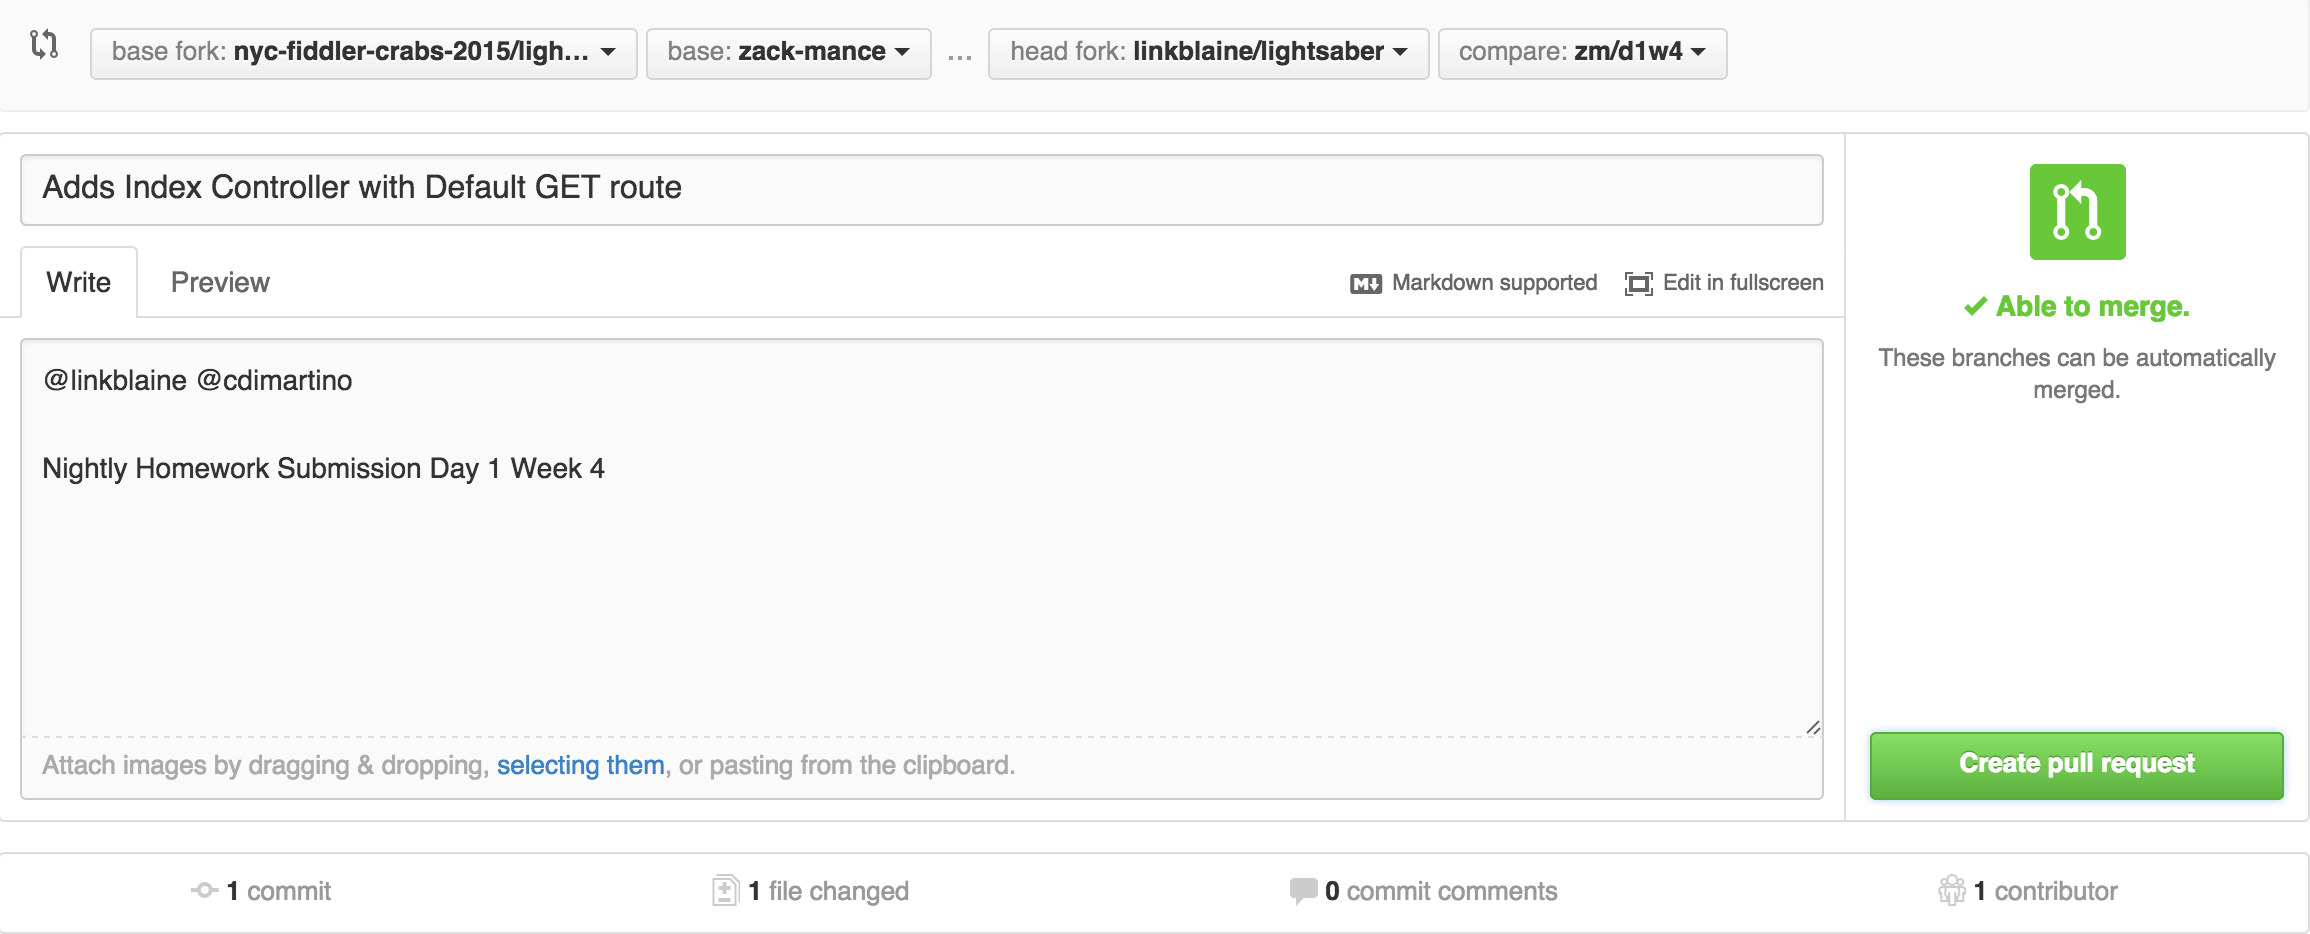 base fork: nyc-fiddler-crabs-2015/ligh... base: zack-mance ... head fork: linkblaine/lightsaber compare: zm/d1w4
Adds Index Controller with Default GET route
Write Preview Markdown supported Edit in fullscreen
@linkblaine @cdimartino
Nightly Homework Submission Day 1 Week 4
Attach images by dragging & dropping, selecting them, or pasting from the clipboard.
Able to merge.
These branches can be automatically
merged.
Create pull request
1 commit 1 file changed 0 commit comments 1 contributor